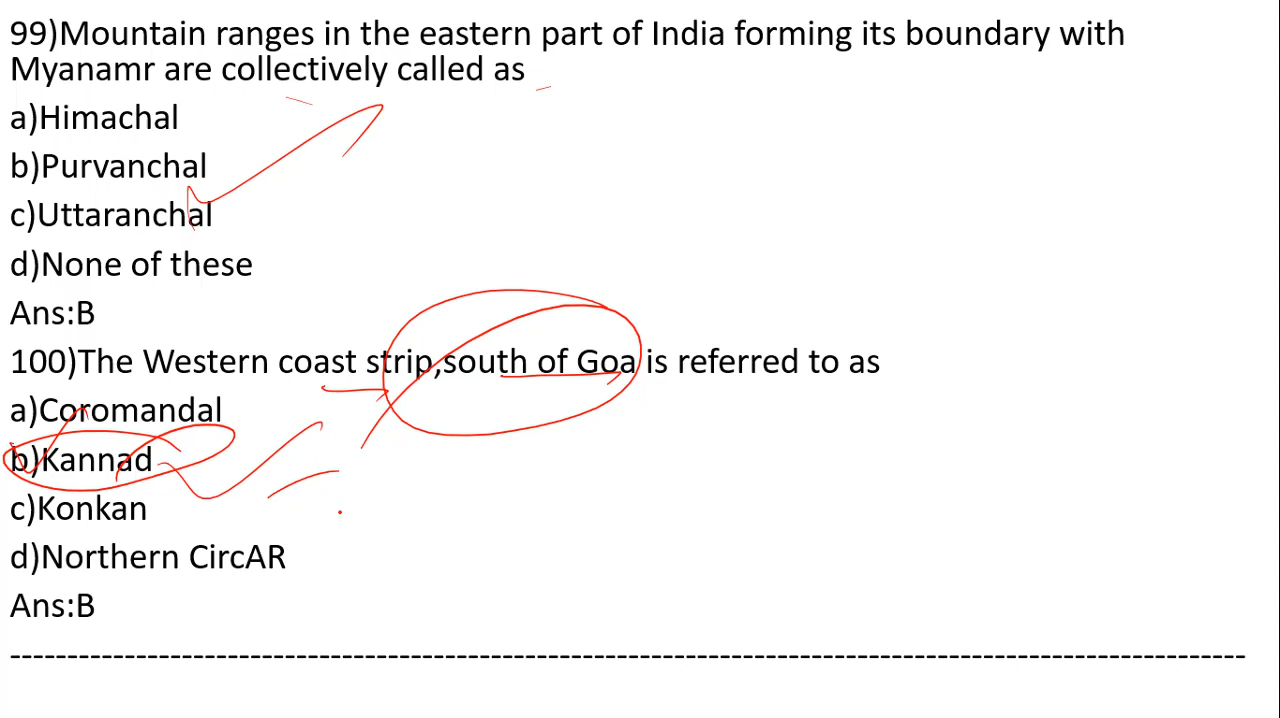 99)Mountain ranges in the eastern part of India forming its boundary with
Myanamr are collectively called as
a)Himachal
b)Purvanchal
c)Uttaranchal
d)None of these
Ans:B
100)The Western coast strip,south of Goa is referred to as
a)Coromandal
b)Kannad
c)Konkan
d)Northern CircAR
Ans:B